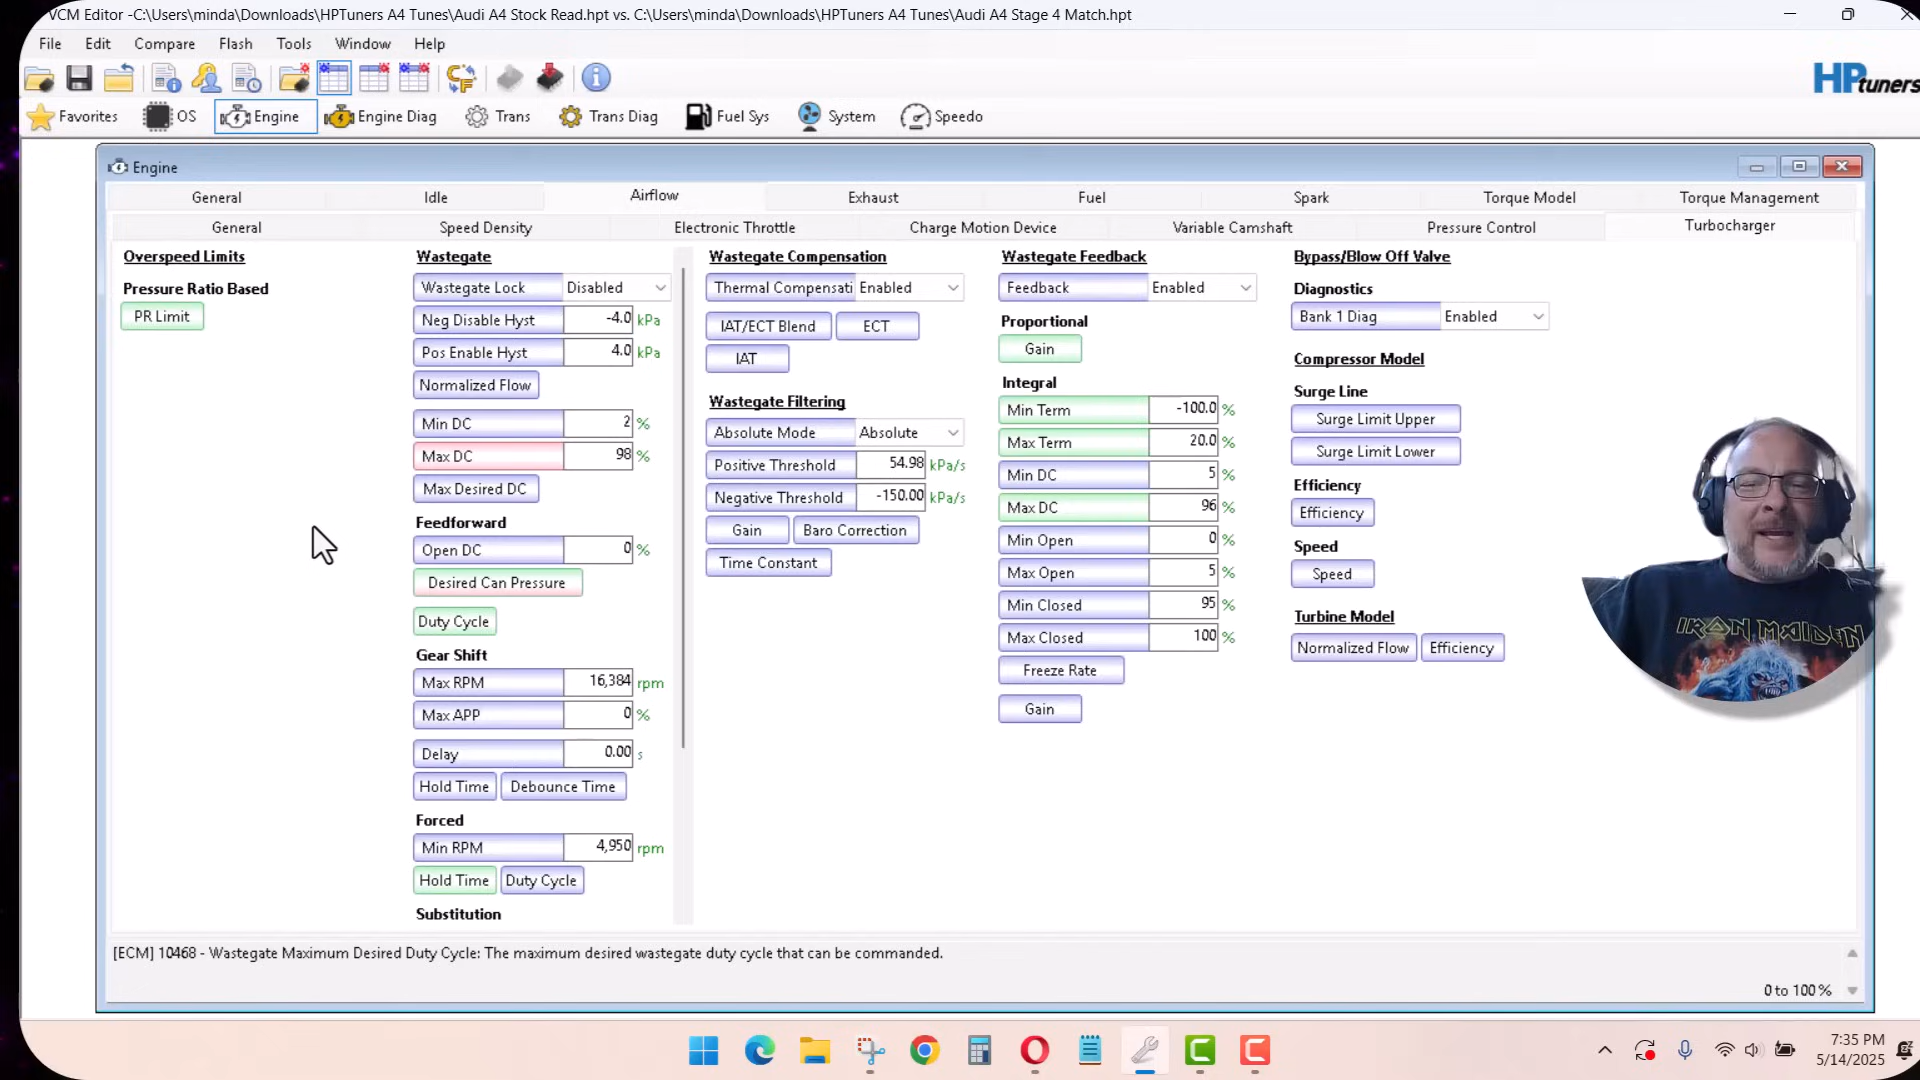 VCM Editor -C:\Users\minda\Downloads\HPTuners A4 Tunes\Audi A4 Stock Read.hpt vs. C:\Users\minda\Downloads\HPTuners A4 Tunes\Audi A4 Stage 4 Match.hpt
File Edit Compare Flash Tools Window Help
HPtuners
Favorites OS Engine Engine Diag Trans Trans Diag Fuel Sys System Speedo
Engine
General Idle Airflow Exhaust Fuel Spark Torque Model Torque Management
General Speed Density Electronic Throttle Charge Motion Device Variable Camshaft Pressure Control Turbocharger
Overspeed Limits
Pressure Ratio Based
PR Limit
Wastegate
Wastegate Lock Disabled
Neg Disable Hyst -4.0 kPa
Pos Enable Hyst 4.0 kPa
Normalized Flow
Min DC 2 %
Max DC 98 %
Max Desired DC
Feedforward
Open DC 0 %
Desired Can Pressure
Duty Cycle
Gear Shift
Max RPM 16,384 rpm
Max APP 0 %
Delay 0.00 s
Hold Time Debounce Time
Forced
Min RPM 4,950 rpm
Hold Time Duty Cycle
Substitution
Wastegate Compensation
Thermal Compensati Enabled
IAT/ECT Blend ECT
IAT
Wastegate Filtering
Absolute Mode Absolute
Positive Threshold 54.98 kPa/s
Negative Threshold -150.00 kPa/s
Gain Baro Correction
Time Constant
Wastegate Feedback
Feedback Enabled
Proportional
Gain
Integral
Min Term -100.0 %
Max Term 20.0 %
Min DC 5 %
Max DC 96 %
Min Open 0 %
Max Open 5 %
Min Closed 95 %
Max Closed 100 %
Freeze Rate
Gain
Bypass/Blow Off Valve
Diagnostics
Bank 1 Diag Enabled
Compressor Model
Surge Line
Surge Limit Upper
Surge Limit Lower
Efficiency
Efficiency
Speed
Speed
Turbine Model
Normalized Flow Efficiency
IRON MAIDEN
[ECM] 10468 - Wastegate Maximum Desired Duty Cycle: The maximum desired wastegate duty cycle that can be commanded.
0 to 100 %
7:35 PM
5/14/2025